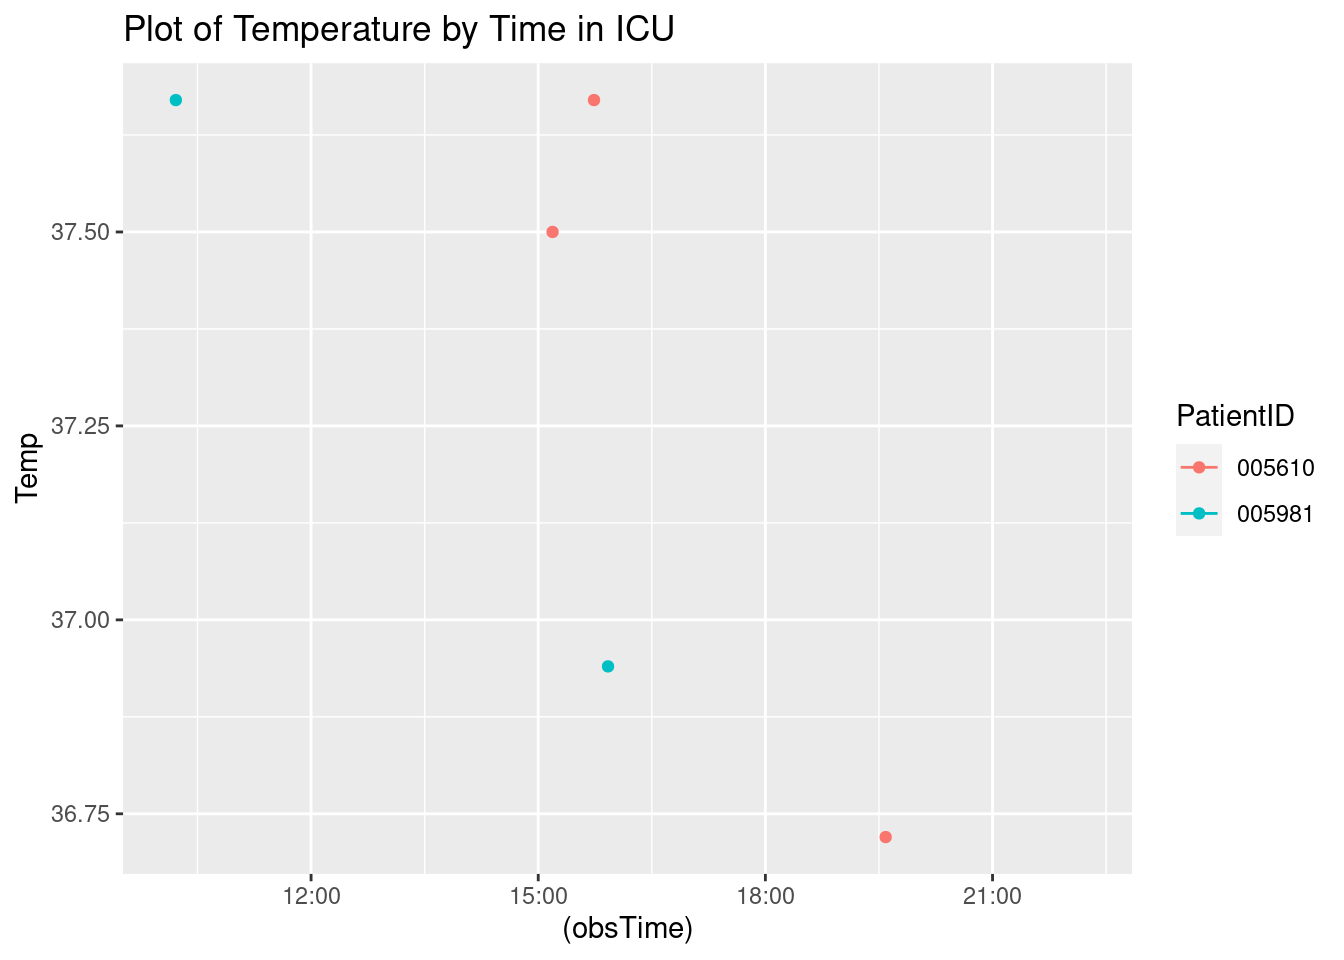 Plot of Temperature by Time in ICU
37.50
37.25
37.00
36.75
Temp
12:00 15:00 18:00 21:00
(obsTime)
PatientID
005610
005981